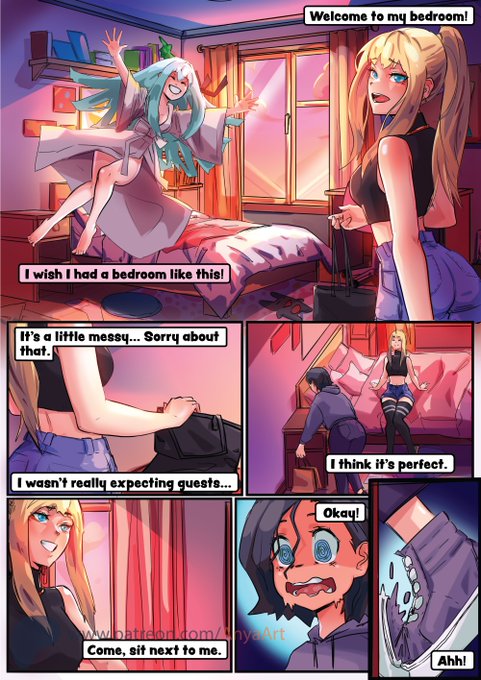 Welcome to my bedroom!
I wish I had a bedroom like this!
It's a little messy... Sorry about
that.
I wasn't really expecting guests...
I think it's perfect.
Come, sit next to me.
Okay!
Ahh!
www.patreon.com/AnyaArt